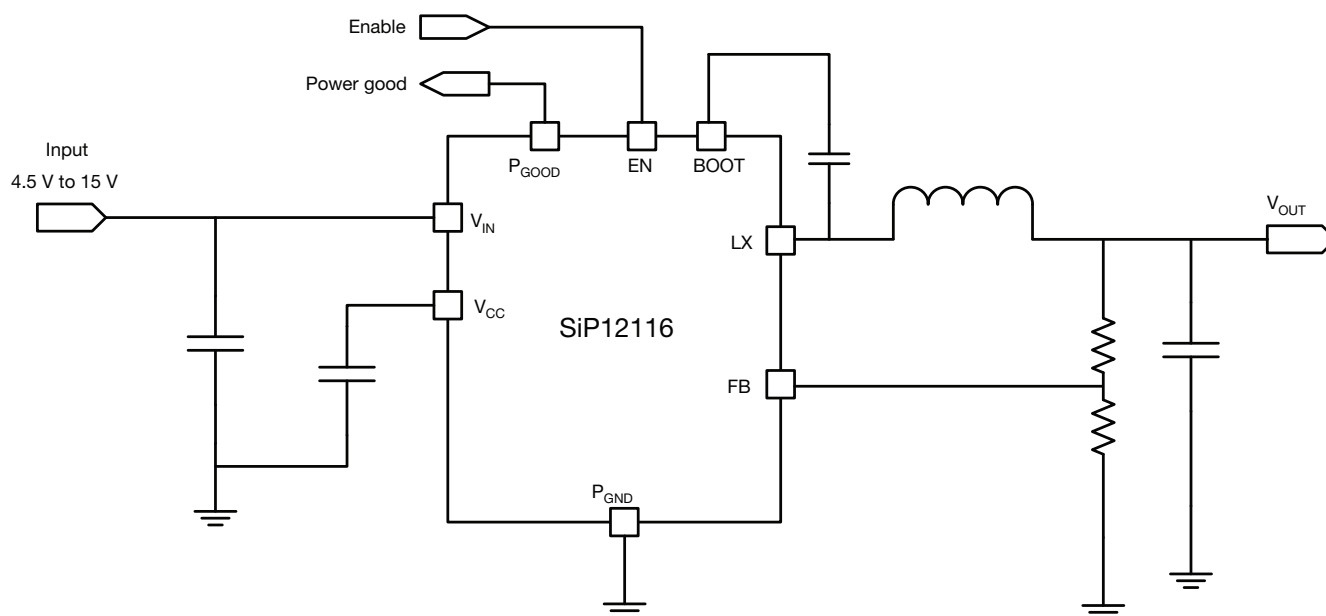 Enable
Power good
Input
4.5 V to 15 V
PGOOD
EN
BOOT
VIN
LX
VOUT
VCC
SiP12116
FB
PGND